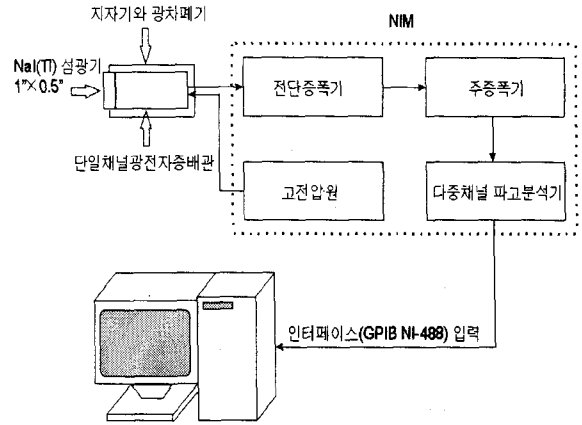 지자기와 광차폐기
NIM
NaI(Tl) 섬광기
1"×0.5"
전단증폭기
주증폭기
단일채널광전자증배관
고전압원
다중채널 파고분석기
인터페이스(GPIB NI-488) 입력